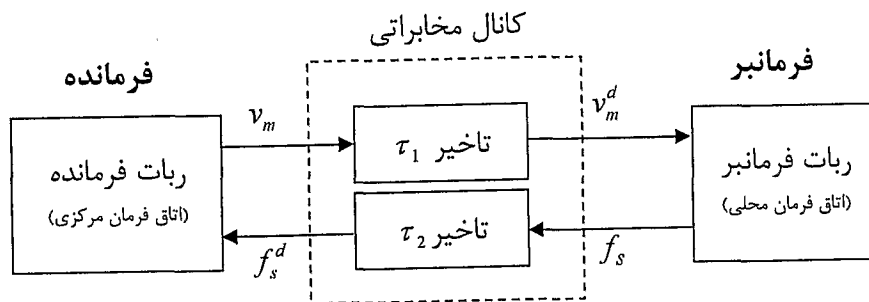 کانال مخابراتی
فرمانده
فرمانبر
v_m
v_m^d
ربات فرمانده
(اتاق فرمان مرکزی)
تاخیر τ_1
ربات فرمانبر
(اتاق فرمان محلی)
تاخیر τ_2
f_s^d
f_s